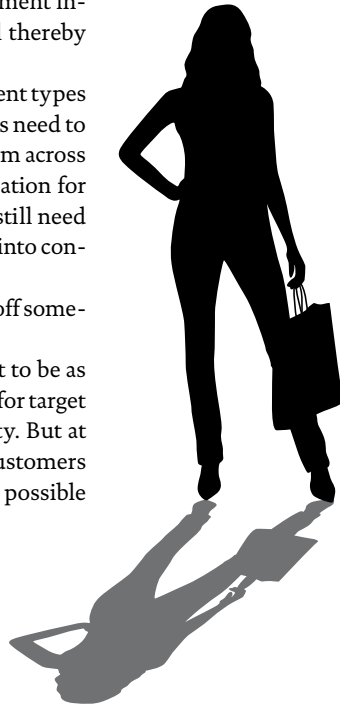 ment in-
thereby
ent types
s need to
m across
ation for
still need
into con-
off some-
t to be as
for target
ty. But at
ustomers
possible